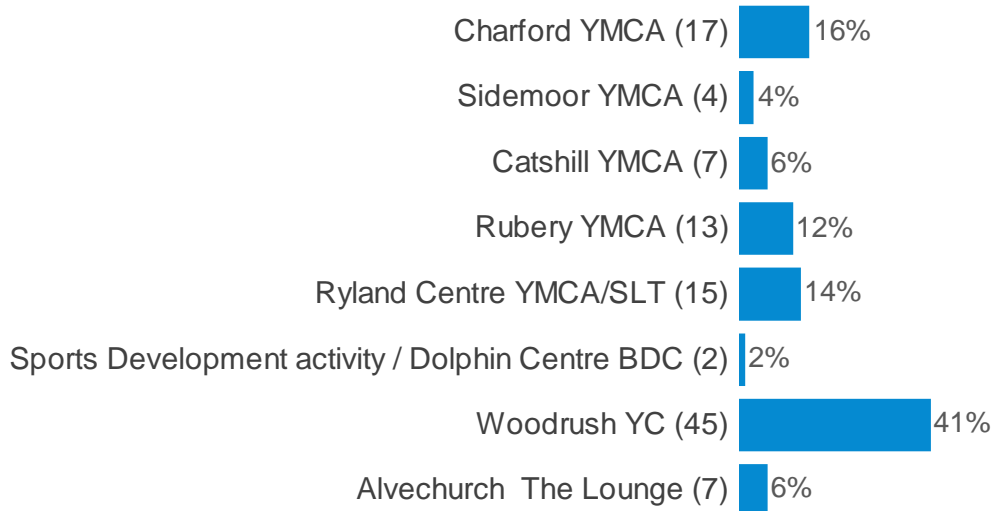 Charford YMCA (17) 16%
Sidemoor YMCA (4) 4%
Catshill YMCA (7) 6%
Rubery YMCA (13) 12%
Ryland Centre YMCA/SLT (15) 14%
Sports Development activity / Dolphin Centre BDC (2) 2%
Woodrush YC (45) 41%
Alvechurch  The Lounge (7) 6%